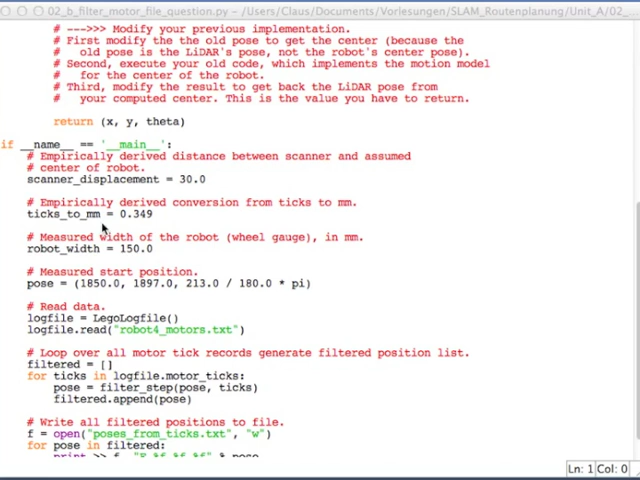 02_b_filter_motor_file_question.py - /Users/Claus/Documents/Vorlesungen/SLAM_Routenplanung/Unit_A/02_
# --->>> Modify your previous implementation.
# First modify the the old pose to get the center (because the
#   old pose is the LiDAR's pose, not the robot's center pose).
# Second, execute your old code, which implements the motion model
#   for the center of the robot.
# Third, modify the result to get back the LiDAR pose from
#   your computed center. This is the value you have to return.
return (x, y, theta)
if __name__ == '__main__':
# Empirically derived distance between scanner and assumed
# center of robot.
scanner_displacement = 30.0
# Empirically derived conversion from ticks to mm.
ticks_to_mm = 0.349
# Measured width of the robot (wheel gauge), in mm.
robot_width = 150.0
# Measured start position.
pose = (1850.0, 1897.0, 213.0 / 180.0 * pi)
# Read data.
logfile = LegoLogfile()
logfile.read("robot4_motors.txt")
# Loop over all motor tick records generate filtered position list.
filtered = []
for ticks in logfile.motor_ticks:
pose = filter_step(pose, ticks)
filtered.append(pose)
# Write all filtered positions to file.
f = open("poses_from_ticks.txt", "w")
for pose in filtered:
print >> f, "F %f %f %f" % pose
Ln: 1 Col: 0